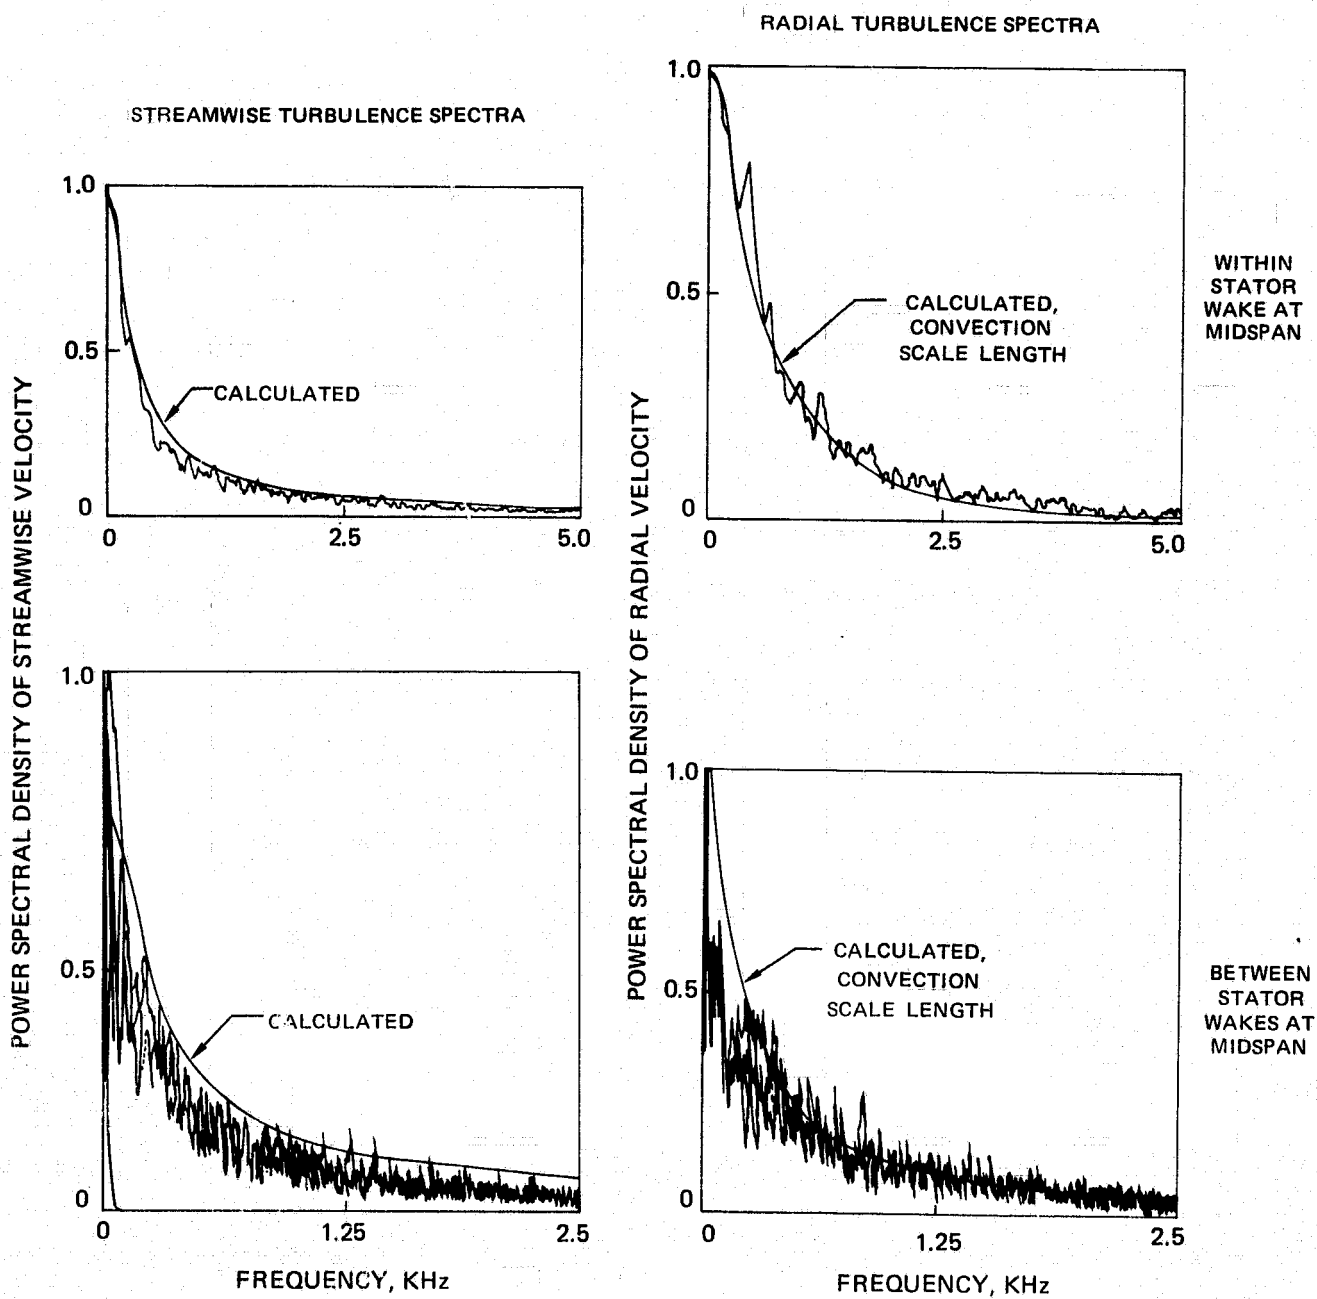 RADIAL TURBULENCE SPECTRA
STREAMWISE TURBULENCE SPECTRA
POWER SPECTRAL DENSITY OF STREAMWISE VELOCITY
1.0
0.5
0
0
2.5
5.0
CALCULATED
POWER SPECTRAL DENSITY OF RADIAL VELOCITY
1.0
0.5
0
0
2.5
5.0
CALCULATED,
CONVECTION
SCALE LENGTH
WITHIN
STATOR
WAKE AT
MIDSPAN
1.0
0.5
0
0
1.25
2.5
CALCULATED
FREQUENCY, KHz
1.0
0.5
0
0
1.25
2.5
CALCULATED,
CONVECTION
SCALE LENGTH
FREQUENCY, KHz
BETWEEN
STATOR
WAKES AT
MIDSPAN